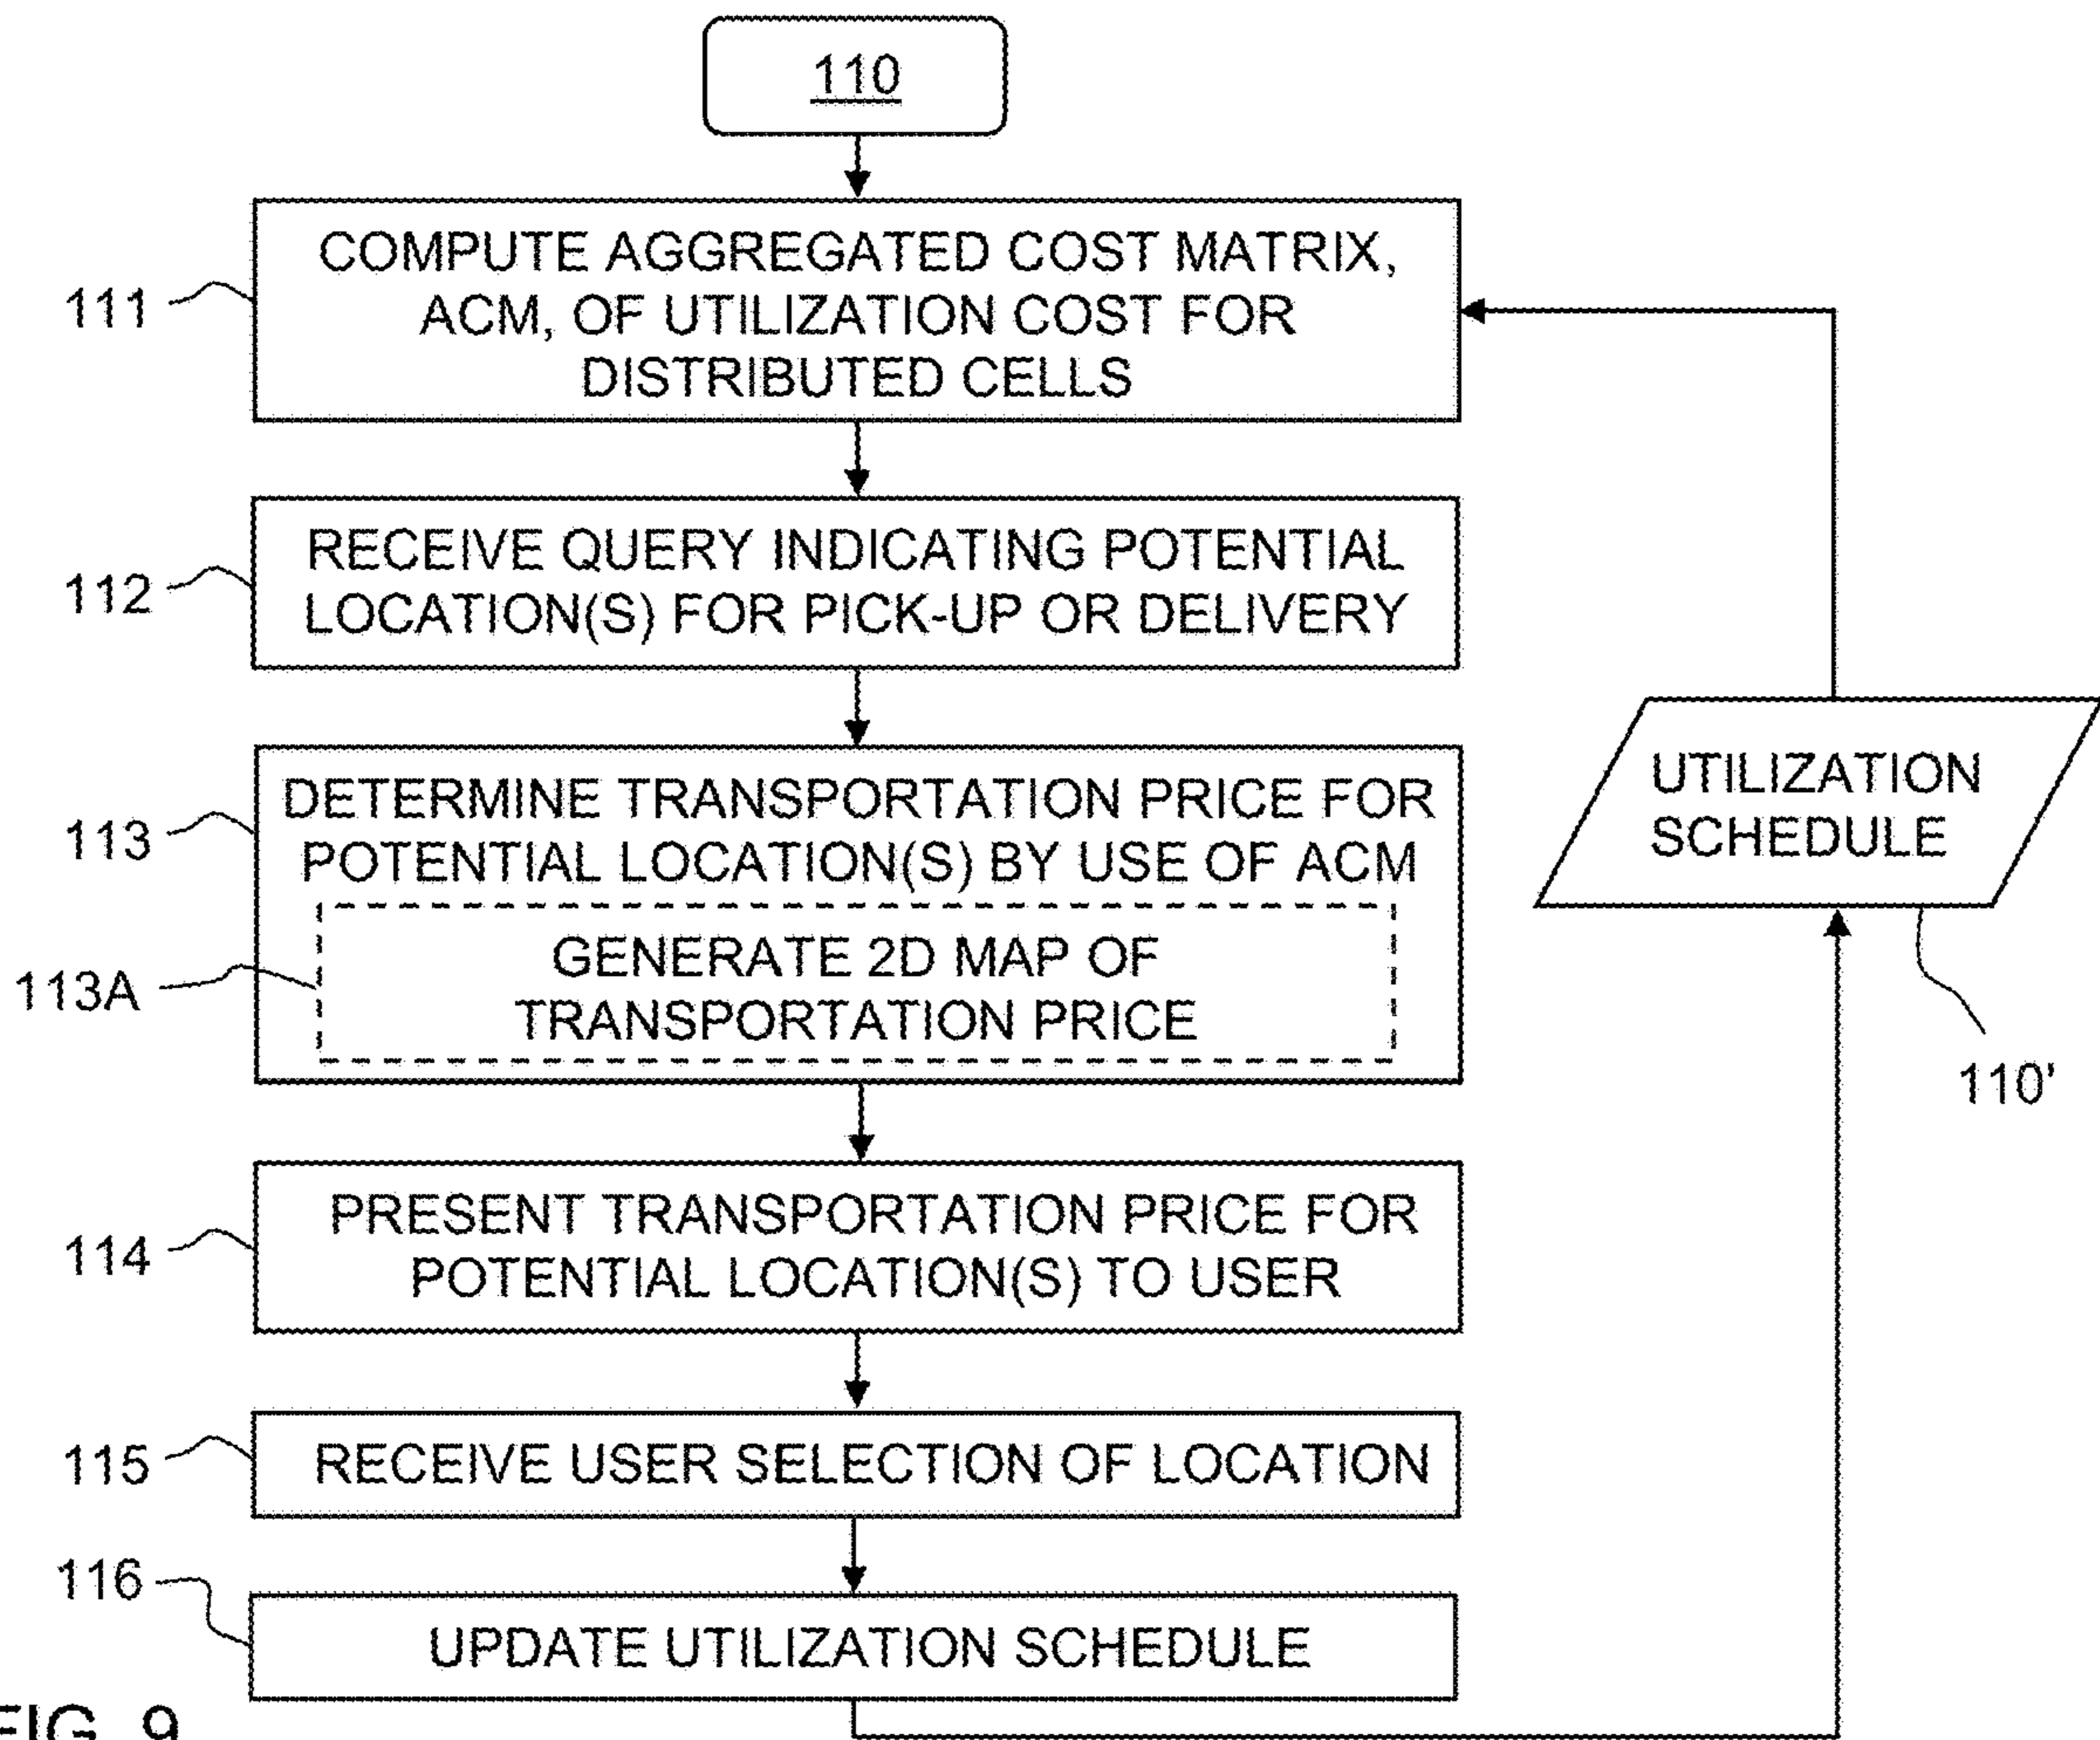 110
111
COMPUTE AGGREGATED COST MATRIX,
ACM, OF UTILIZATION COST FOR
DISTRIBUTED CELLS
112
RECEIVE QUERY INDICATING POTENTIAL
LOCATION(S) FOR PICK-UP OR DELIVERY
113
DETERMINE TRANSPORTATION PRICE FOR
POTENTIAL LOCATION(S) BY USE OF ACM
113A
GENERATE 2D MAP OF
TRANSPORTATION PRICE
UTILIZATION
SCHEDULE
110'
114
PRESENT TRANSPORTATION PRICE FOR
POTENTIAL LOCATION(S) TO USER
115
RECEIVE USER SELECTION OF LOCATION
116
UPDATE UTILIZATION SCHEDULE
FIG. 9